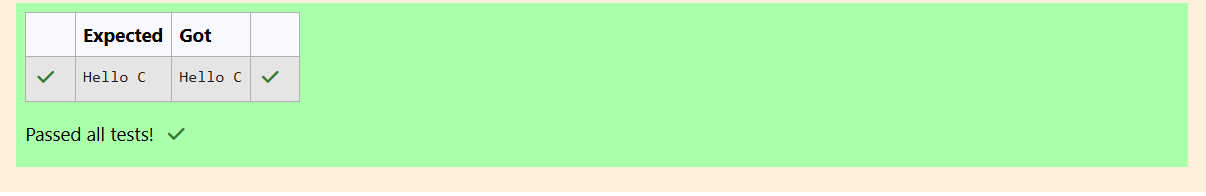 Expected Got
Hello C Hello C
Passed all tests!